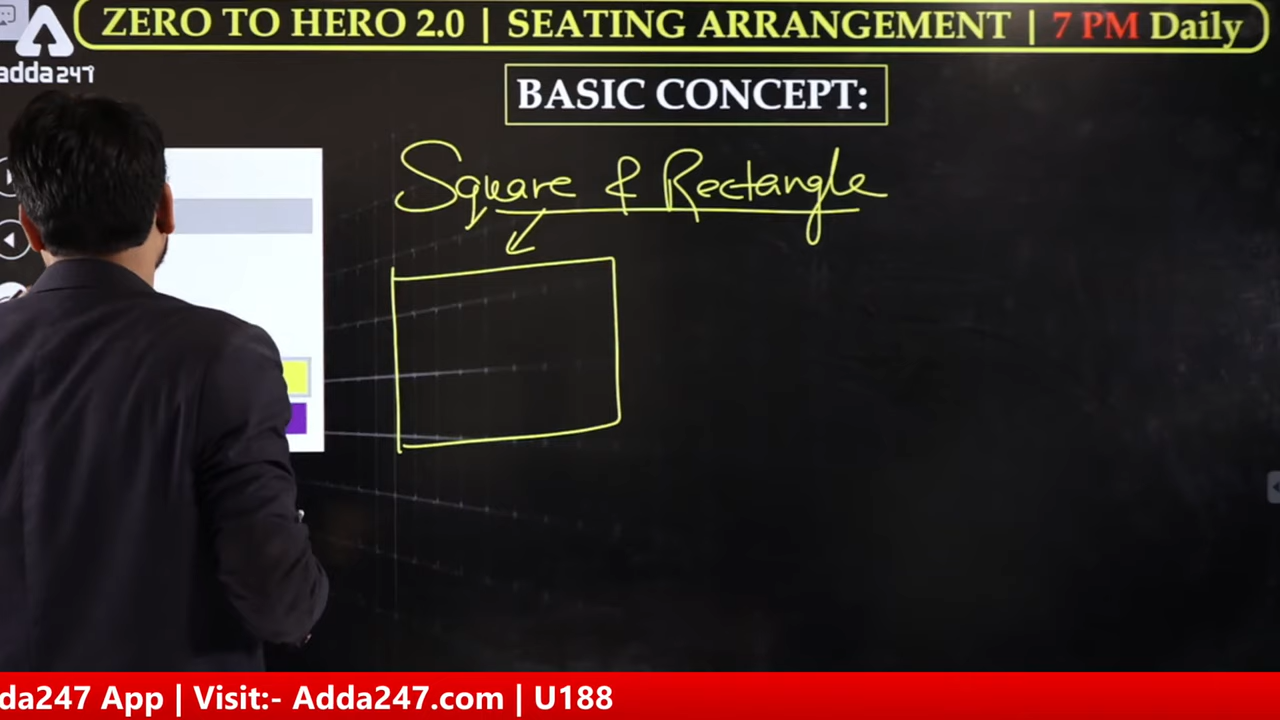 ZERO TO HERO 2.0 | SEATING ARRANGEMENT | 7 PM Daily
adda247
BASIC CONCEPT:
Square & Rectangle
da247 App | Visit:- Adda247.com | U188